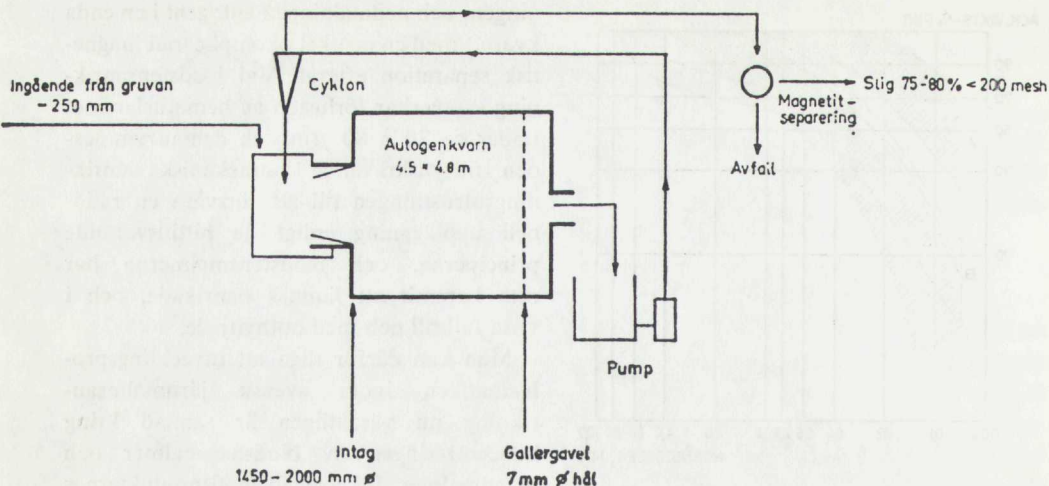 Ingående från gruvan
-250 mm
Cyklon
Autogenkvarn
4.5 × 4.8 m
Magnetit-
separering
Slig 75-80% < 200 mesh
Avfall
Pump
Intag
1450-2000 mm ø
Gallergavel
7 mm ø hål